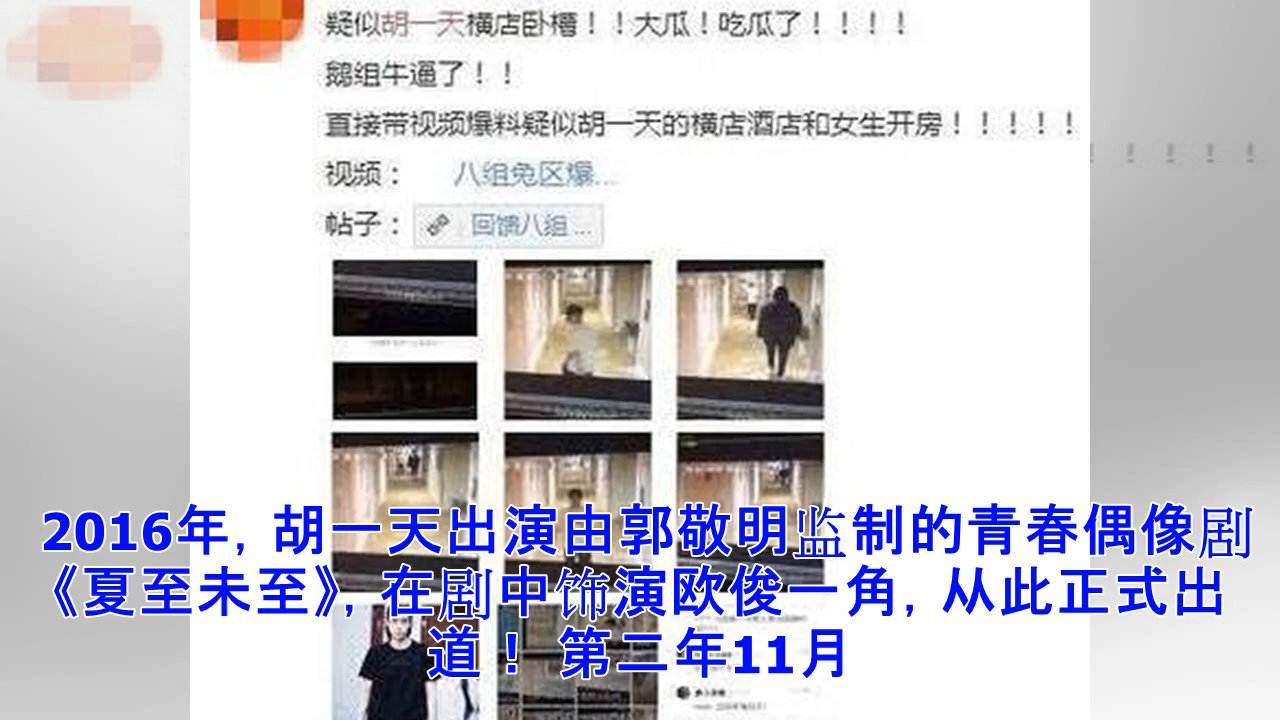 疑似胡一天横店卧槽！！大瓜！吃瓜了！！！！
鹅组牛逼了！！
直接带视频爆料疑似胡一天的横店酒店和女生开房！！！！！
视频： 八组兔区爆...
帖子： 回馈八组 ...
2016年, 胡一天出演由郭敬明监制的青春偶像剧
《夏至未至》, 在剧中饰演欧俊一角, 从此正式出
道！ 第二年11月